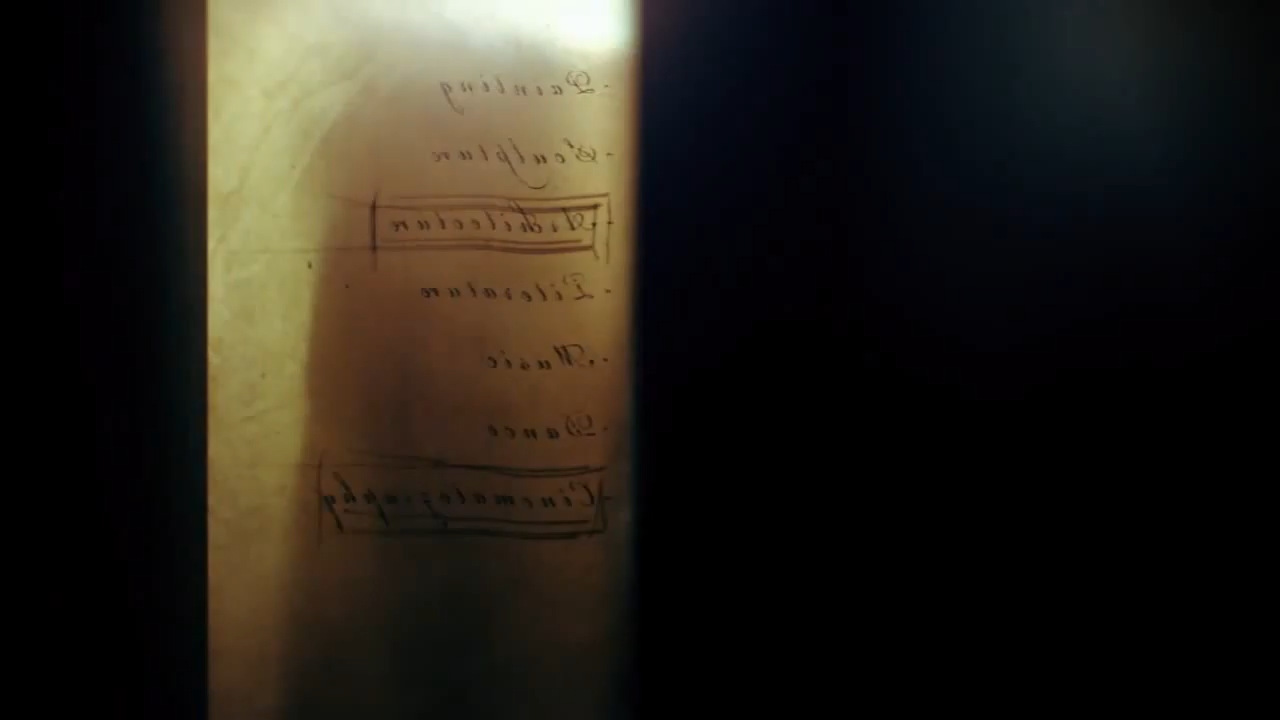 - Painting
- Sculpture
- Architecture
- Literature
- Music
- Dance
- Cinematography